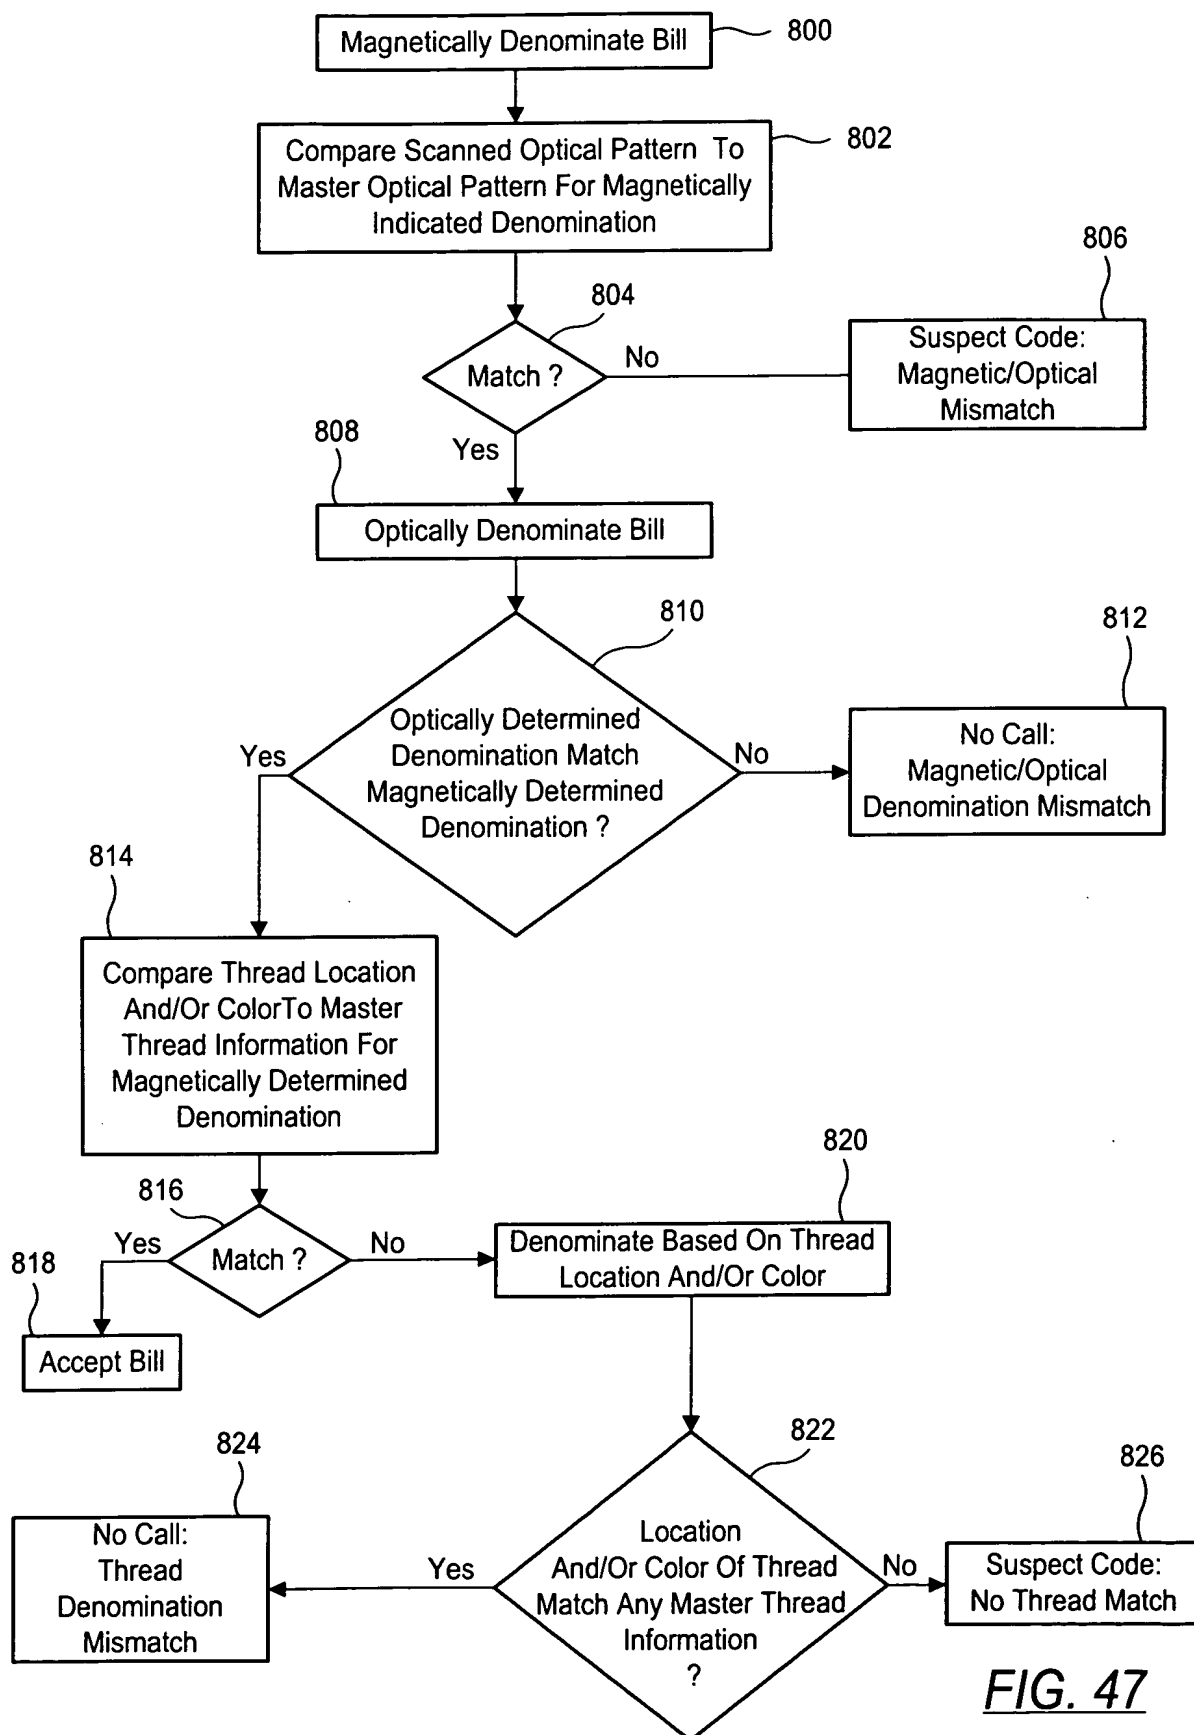 Magnetically Denominate Bill
800
Compare Scanned Optical Pattern To
Master Optical Pattern For Magnetically
Indicated Denomination
802
804
Match ?
No
806
Suspect Code:
Magnetic/Optical
Mismatch
Yes
808
Optically Denominate Bill
810
Optically Determined
Denomination Match
Magnetically Determined
Denomination ?
Yes
No
812
No Call:
Magnetic/Optical
Denomination Mismatch
814
Compare Thread Location
And/Or ColorTo Master
Thread Information For
Magnetically Determined
Denomination
816
Match ?
Yes
No
818
Accept Bill
820
Denominate Based On Thread
Location And/Or Color
822
Location
And/Or Color Of Thread
Match Any Master Thread
Information
?
Yes
No
824
No Call:
Thread
Denomination
Mismatch
826
Suspect Code:
No Thread Match
FIG. 47